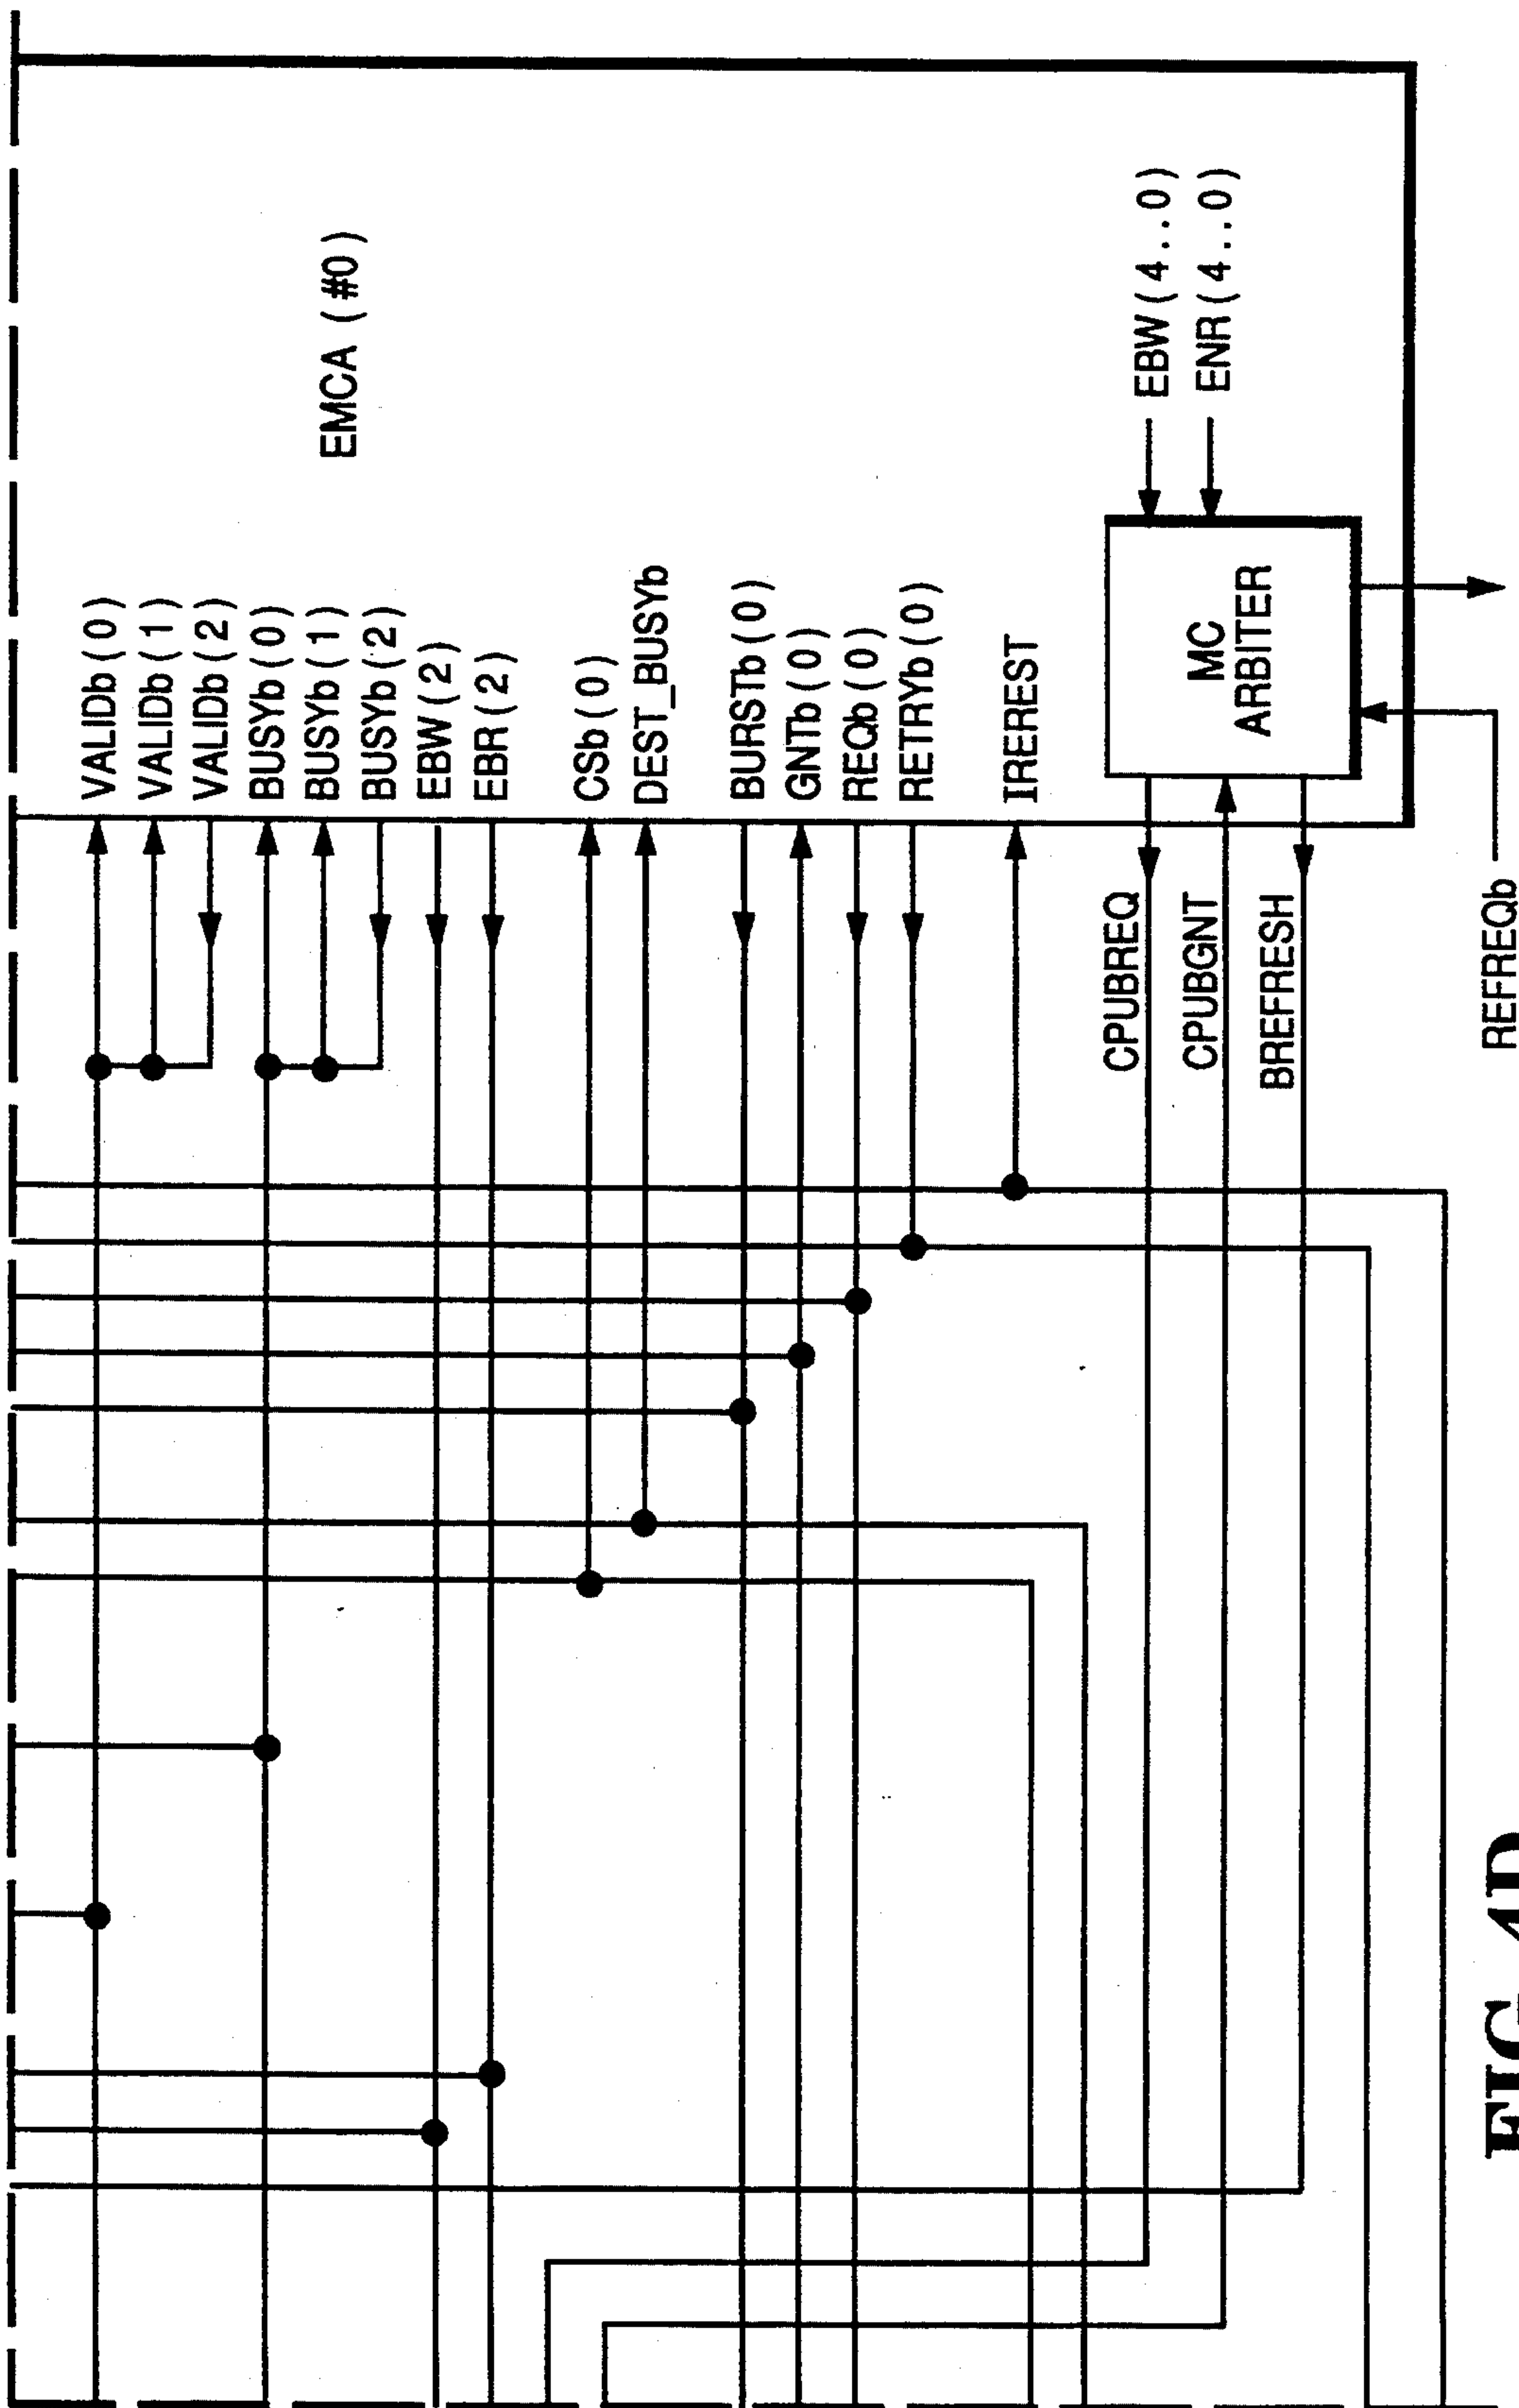 EMCA (#0)
VALIDb(0)
VALIDb(1)
VALIDb(2)
BUSYb(0)
BUSYb(1)
BUSYb(2)
EBW(2)
EBR(2)
CSb(0)
DEST_BUSYb
BURSTb(0)
GNTb(0)
REQb(0)
RETRYb(0)
IREREST
EBW(4..0)
ENR(4..0)
MC
ARBITER
CPUBREQ
CPUBGNT
BREFRESH
REFREQb
FIG. 4D